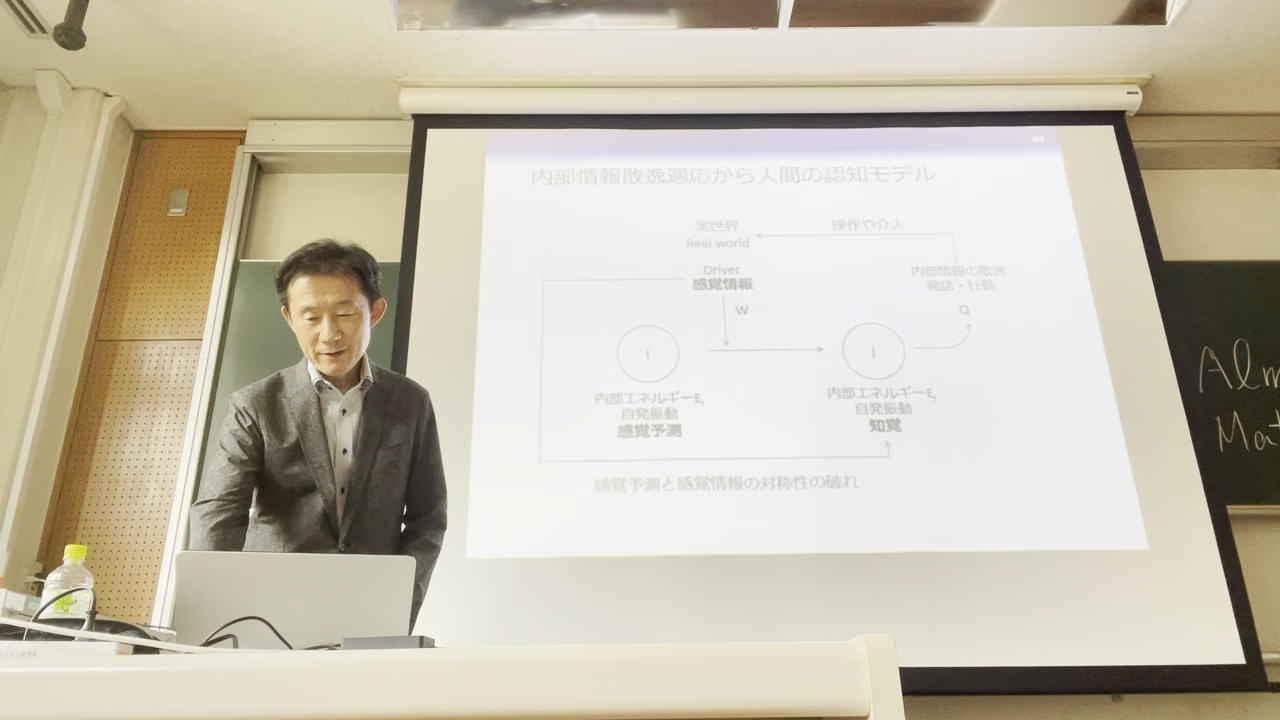 内部情報散逸適応から人間の認知モデル
実世界
Real world
操作や介入
Driver
感覚情報
内部情報の散逸
発話・行動
W
Q
i
j
内部エネルギーEi
自発振動
感覚予測
内部エネルギーEj
自発振動
知覚
感覚予測と感覚情報の対称性の破れ
Alm
Mat